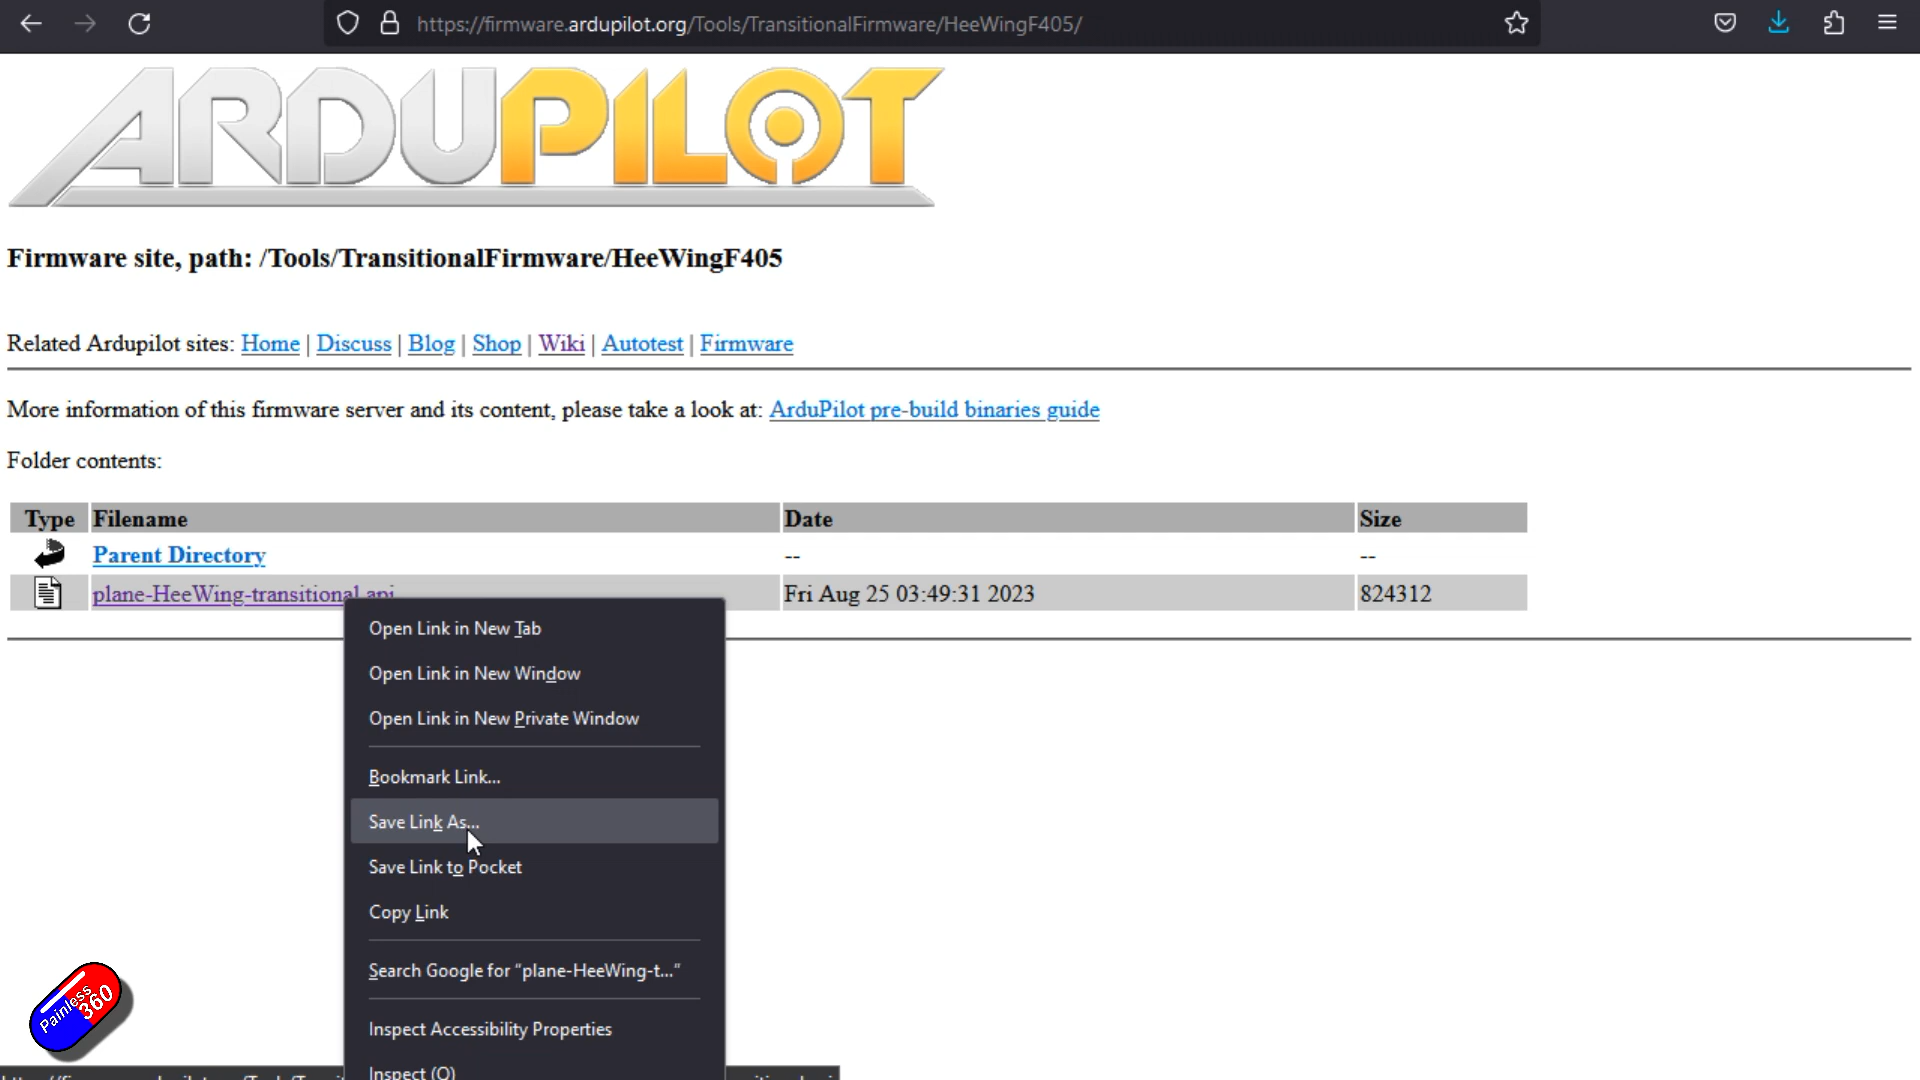 https://firmware.ardupilot.org/Tools/TransitionalFirmware/HeeWingF405/
ARDUPILOT
Firmware site, path: /Tools/TransitionalFirmware/HeeWingF405
Related Ardupilot sites: Home | Discuss | Blog | Shop | Wiki | Autotest | Firmware
More information of this firmware server and its content, please take a look at: ArduPilot pre-build binaries guide
Folder contents:
Type Filename Date Size
Parent Directory -- --
plane-HeeWing-transitional.apj Fri Aug 25 03:49:31 2023 824312
Open Link in New Tab
Open Link in New Window
Open Link in New Private Window
Bookmark Link...
Save Link As...
Save Link to Pocket
Copy Link
Search Google for “plane-HeeWing-t...”
Inspect Accessibility Properties
Inspect (Q)
Painless
360